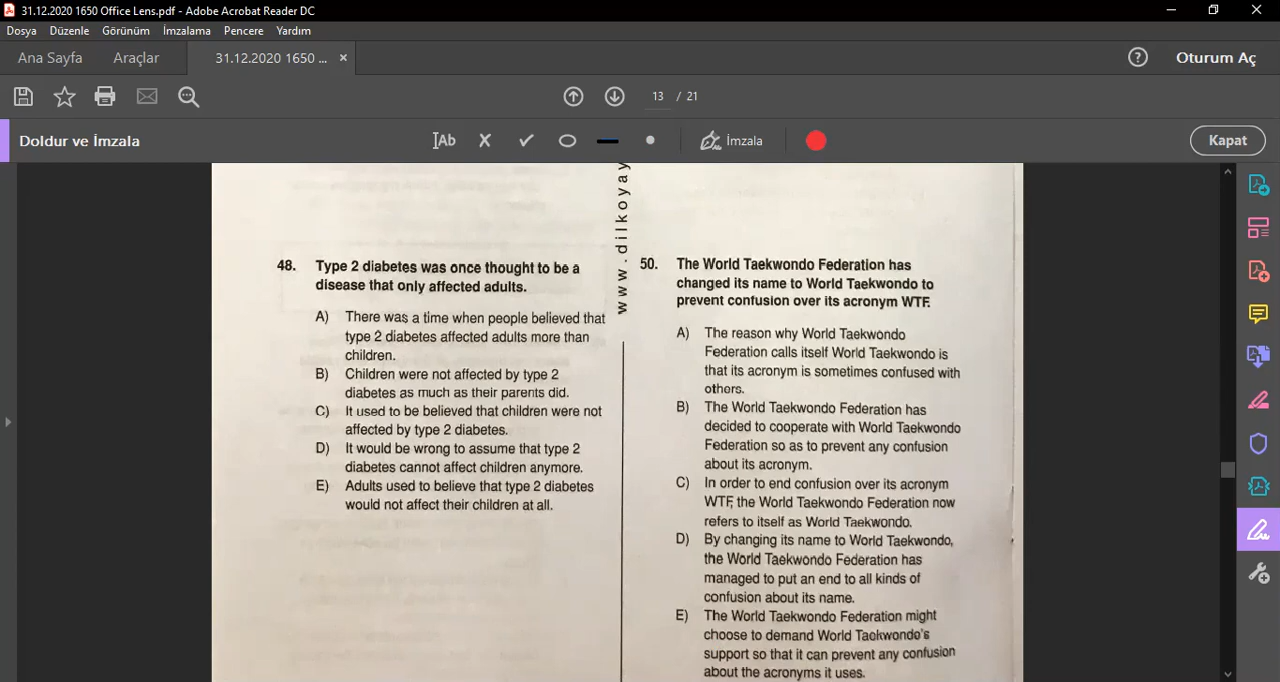 31.12.2020 1650 Office Lens.pdf - Adobe Acrobat Reader DC
Dosya Düzenle Görünüm İmzalama Pencere Yardım
Ana Sayfa Araçlar 31.12.2020 1650 ... × Oturum Aç
13 / 21
Doldur ve İmzala Ab İmzala Kapat
www.dilkoyay
48. Type 2 diabetes was once thought to be a
disease that only affected adults.
A) There was a time when people believed that
type 2 diabetes affected adults more than
children.
B) Children were not affected by type 2
diabetes as much as their parents did.
C) It used to be believed that children were not
affected by type 2 diabetes.
D) It would be wrong to assume that type 2
diabetes cannot affect children anymore.
E) Adults used to believe that type 2 diabetes
would not affect their children at all.
50. The World Taekwondo Federation has
changed its name to World Taekwondo to
prevent confusion over its acronym WTF.
A) The reason why World Taekwondo
Federation calls itself World Taekwondo is
that its acronym is sometimes confused with
others.
B) The World Taekwondo Federation has
decided to cooperate with World Taekwondo
Federation so as to prevent any confusion
about its acronym.
C) In order to end confusion over its acronym
WTF, the World Taekwondo Federation now
refers to itself as World Taekwondo.
D) By changing its name to World Taekwondo,
the World Taekwondo Federation has
managed to put an end to all kinds of
confusion about its name.
E) The World Taekwondo Federation might
choose to demand World Taekwondo's
support so that it can prevent any confusion
about the acronyms it uses.